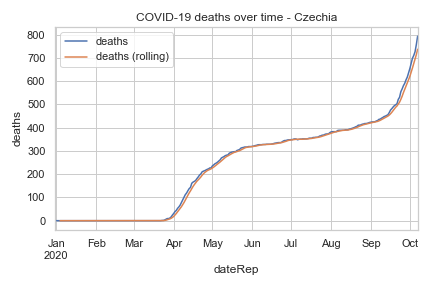 COVID-19 deaths over time - Czechia
deaths
deaths (rolling)
deaths
800
700
600
500
400
300
200
100
0
Jan Feb Mar Apr May Jun Jul Aug Sep Oct
2020
dateRep